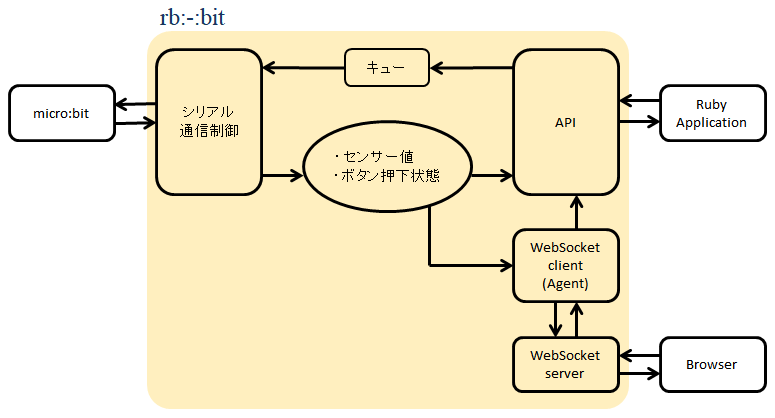 rb:-:bit
micro:bit
シリアル
通信制御
キュー
・センサー値
・ボタン押下状態
API
Ruby
Application
WebSocket
client
(Agent)
WebSocket
server
Browser